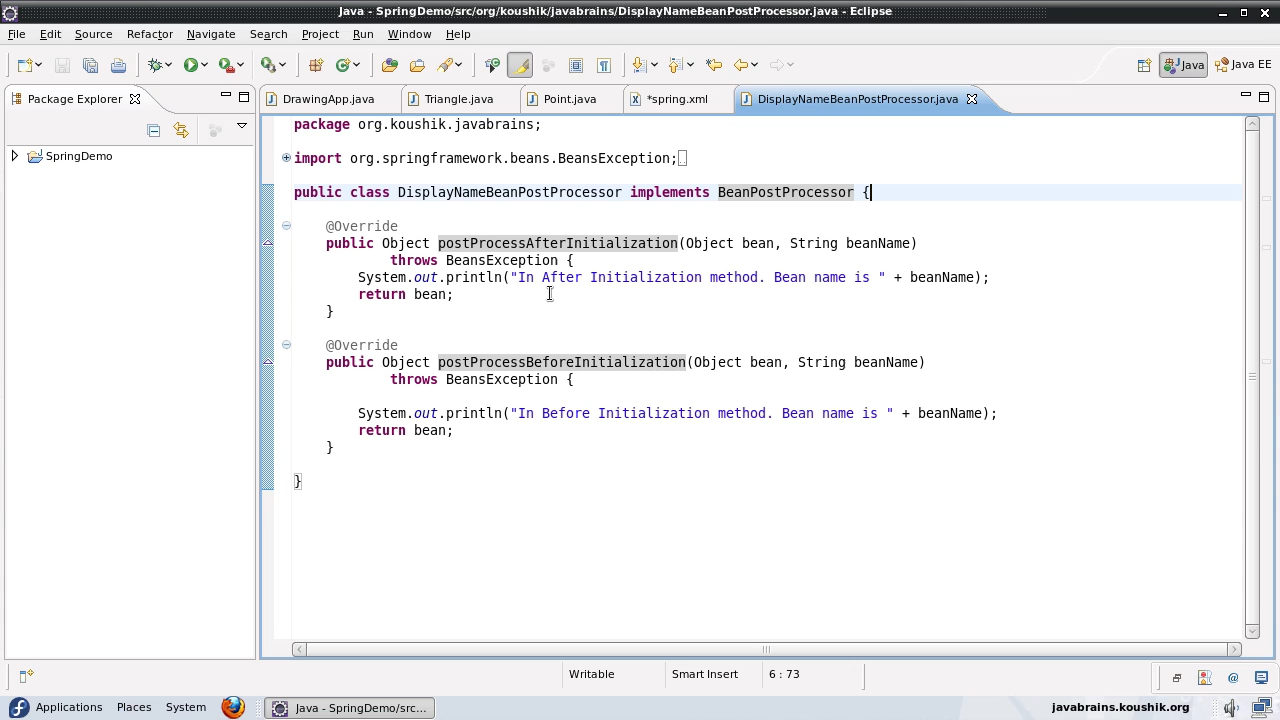 Java - SpringDemo/src/org/koushik/javabrains/DisplayNameBeanPostProcessor.java - Eclipse
File Edit Source Refactor Navigate Search Project Run Window Help
Java Java EE
Package Explorer
DrawingApp.java Triangle.java Point.java *spring.xml DisplayNameBeanPostProcessor.java
SpringDemo
package org.koushik.javabrains;
import org.springframework.beans.BeansException;
public class DisplayNameBeanPostProcessor implements BeanPostProcessor {
@Override
public Object postProcessAfterInitialization(Object bean, String beanName)
throws BeansException {
System.out.println("In After Initialization method. Bean name is " + beanName);
return bean;
}
@Override
public Object postProcessBeforeInitialization(Object bean, String beanName)
throws BeansException {
System.out.println("In Before Initialization method. Bean name is " + beanName);
return bean;
}
}
Writable Smart Insert 6 : 73
Applications Places System Java - SpringDemo/src... javabrains.koushik.org